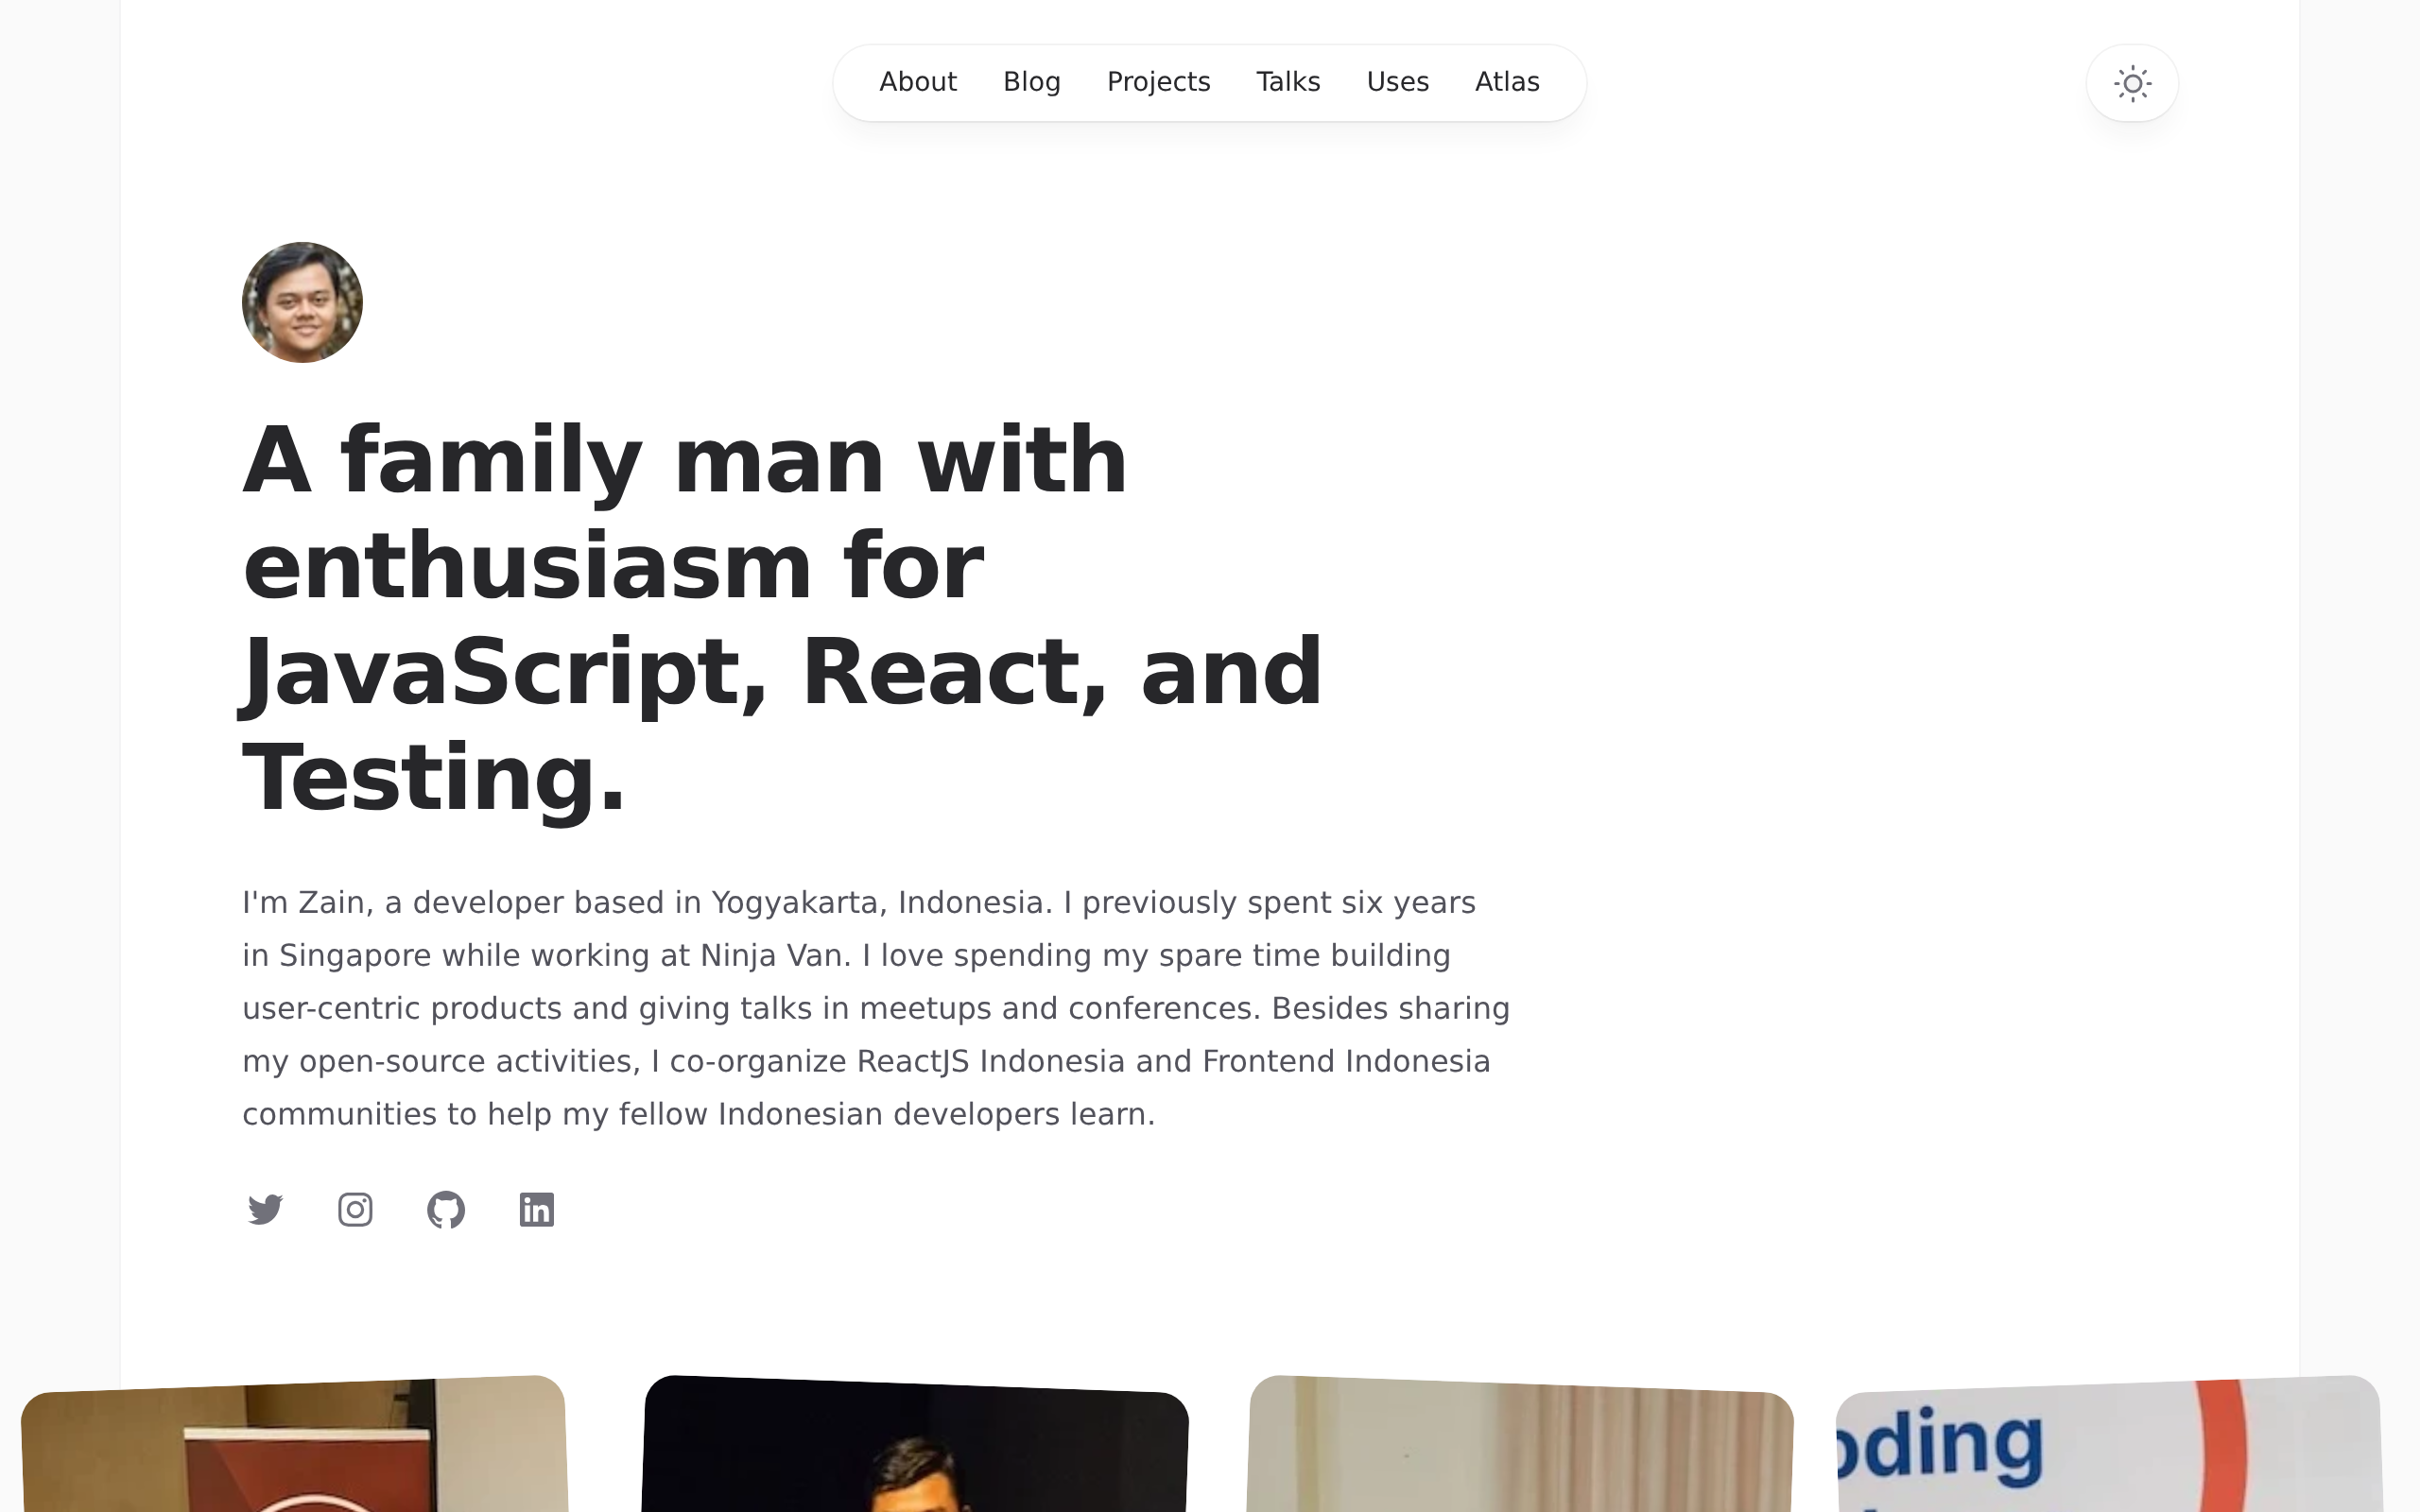 About Blog Projects Talks Uses Atlas
A family man with
enthusiasm for
JavaScript, React, and
Testing.
I'm Zain, a developer based in Yogyakarta, Indonesia. I previously spent six years
in Singapore while working at Ninja Van. I love spending my spare time building
user-centric products and giving talks in meetups and conferences. Besides sharing
my open-source activities, I co-organize ReactJS Indonesia and Frontend Indonesia
communities to help my fellow Indonesian developers learn.
in
oding